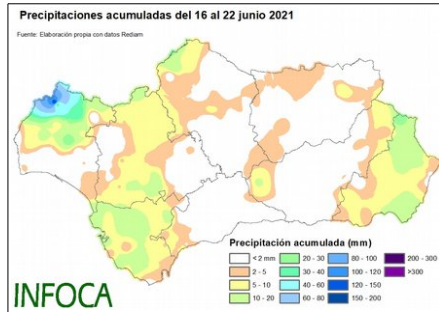 Precipitaciones acumuladas del 16 al 22 junio 2021
Fuente: Elaboración propia con datos Rediam
Precipitación acumulada (mm)
< 2 mm 20 - 30 80 - 100 200 - 300
2 - 5 30 - 40 100 - 120 >300
5 - 10 40 - 60 120 - 150
10 - 20 60 - 80 150 - 200
INFOCA